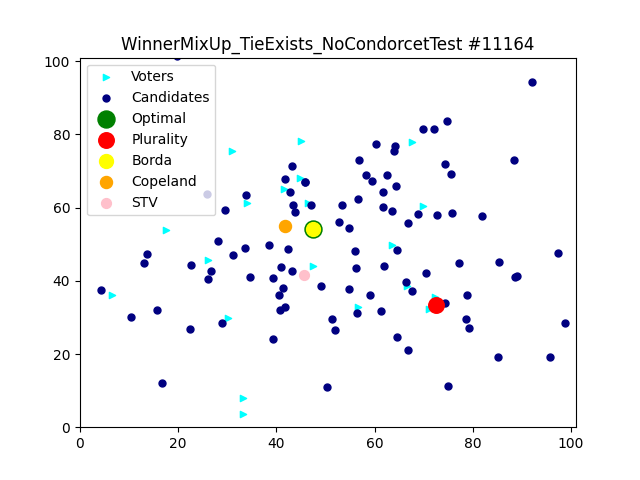 WinnerMixUp_TieExists_NoCondorcetTest #11164
100
80
60
40
20
0
Voters
Candidates
Optimal
Plurality
Borda
Copeland
STV
0 20 40 60 80 100